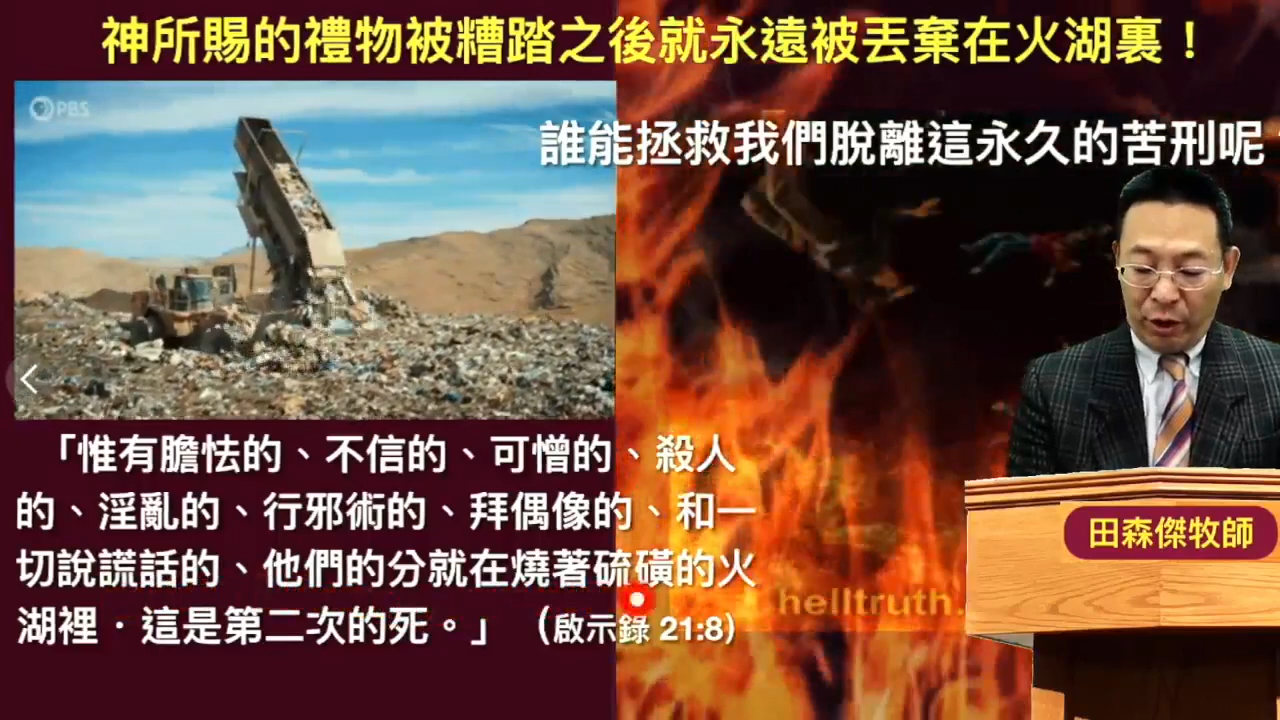 神所賜的禮物被糟踏之後就永遠被丟棄在火湖裏！
PBS
誰能拯救我們脫離這永久的苦刑呢
「惟有膽怯的、不信的、可憎的、殺人
的、淫亂的、行邪術的、拜偶像的、和一
切說謊話的、他們的分就在燒著硫磺的火
湖裡．這是第二次的死。」（啟示錄 21:8）
helltruth.
田森傑牧師